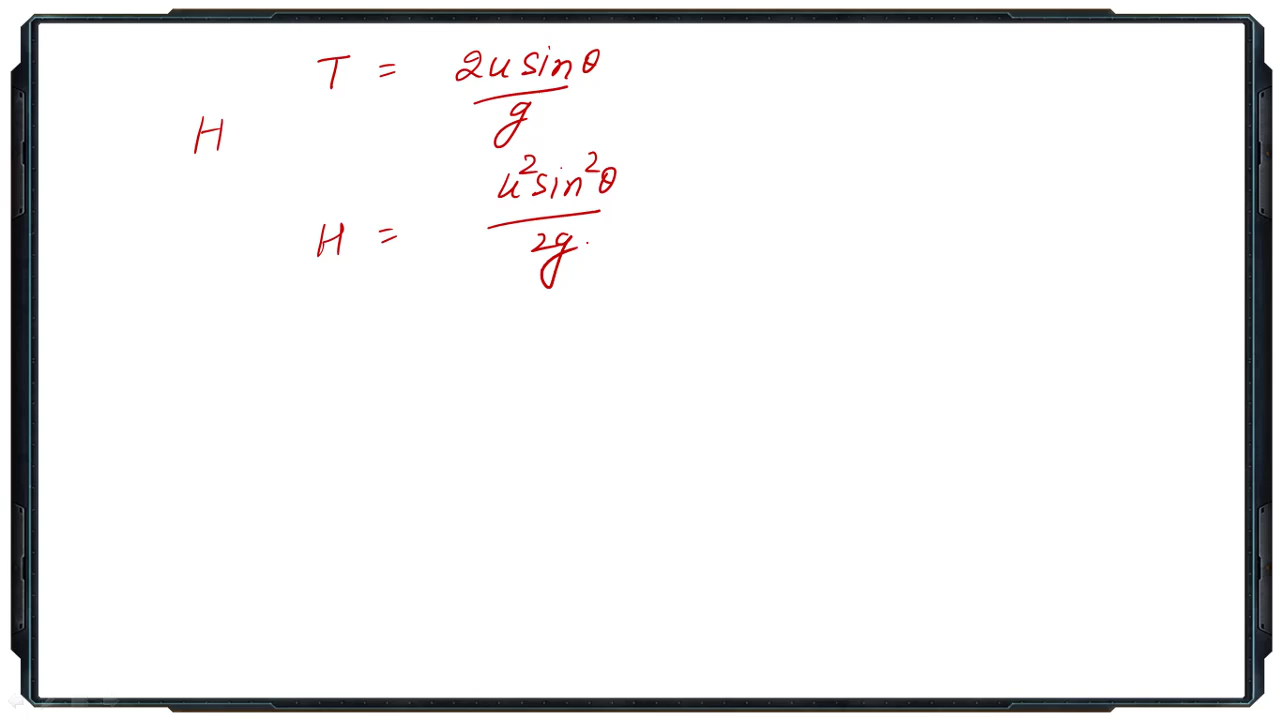 T = 2u sinθ / g
H
H = u²sin²θ / 2g